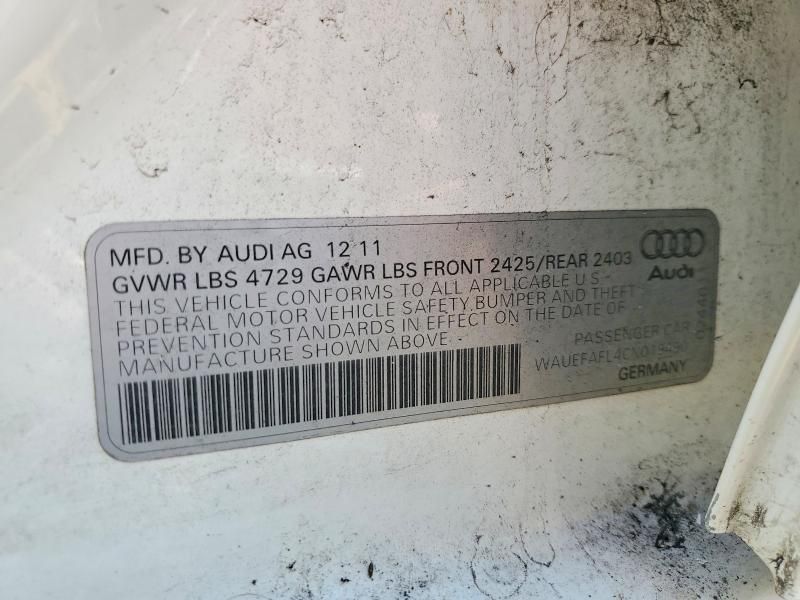 MFD. BY AUDI AG 12 11
GVWR LBS 4729 GAWR LBS FRONT 2425/REAR 2403
THIS VEHICLE CONFORMS TO ALL APPLICABLE U S
FEDERAL MOTOR VEHICLE SAFETY, BUMPER AND THEFT
PREVENTION STANDARDS IN EFFECT ON THE DATE OF
MANUFACTURE SHOWN ABOVE.
Audi
PASSENGER CAR
GERMANY